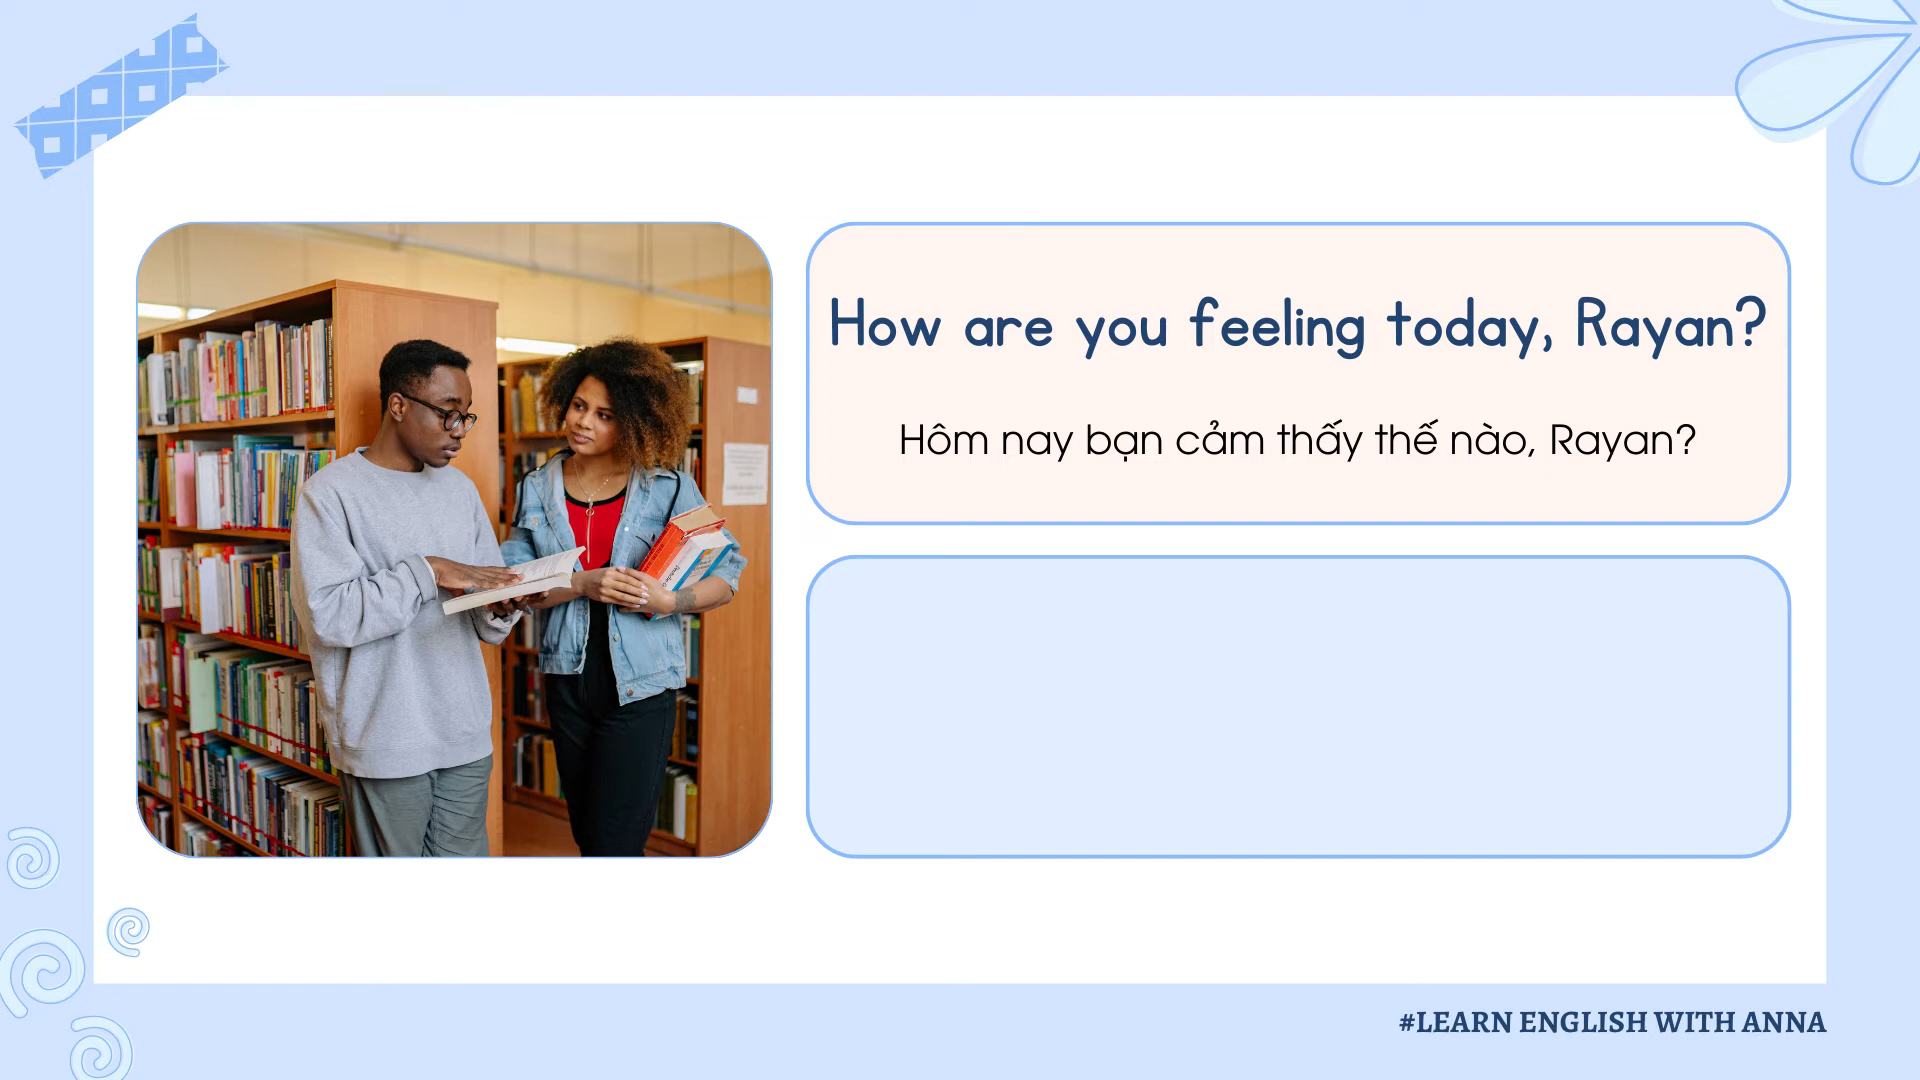 How are you feeling today, Rayan?
Hôm nay bạn cảm thấy thế nào, Rayan?
#LEARN ENGLISH WITH ANNA